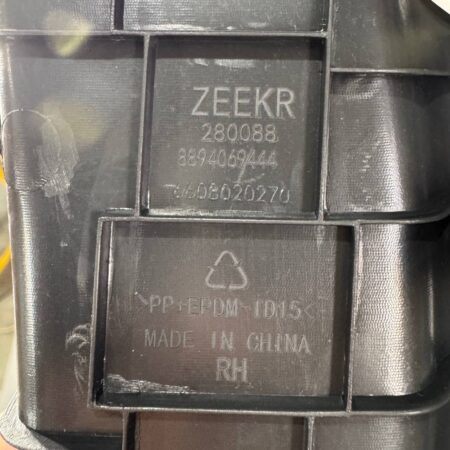 ZEEKR
280088
8894069444
6608020270
>PP+EPDM-TD15<
MADE IN CHINA
RH